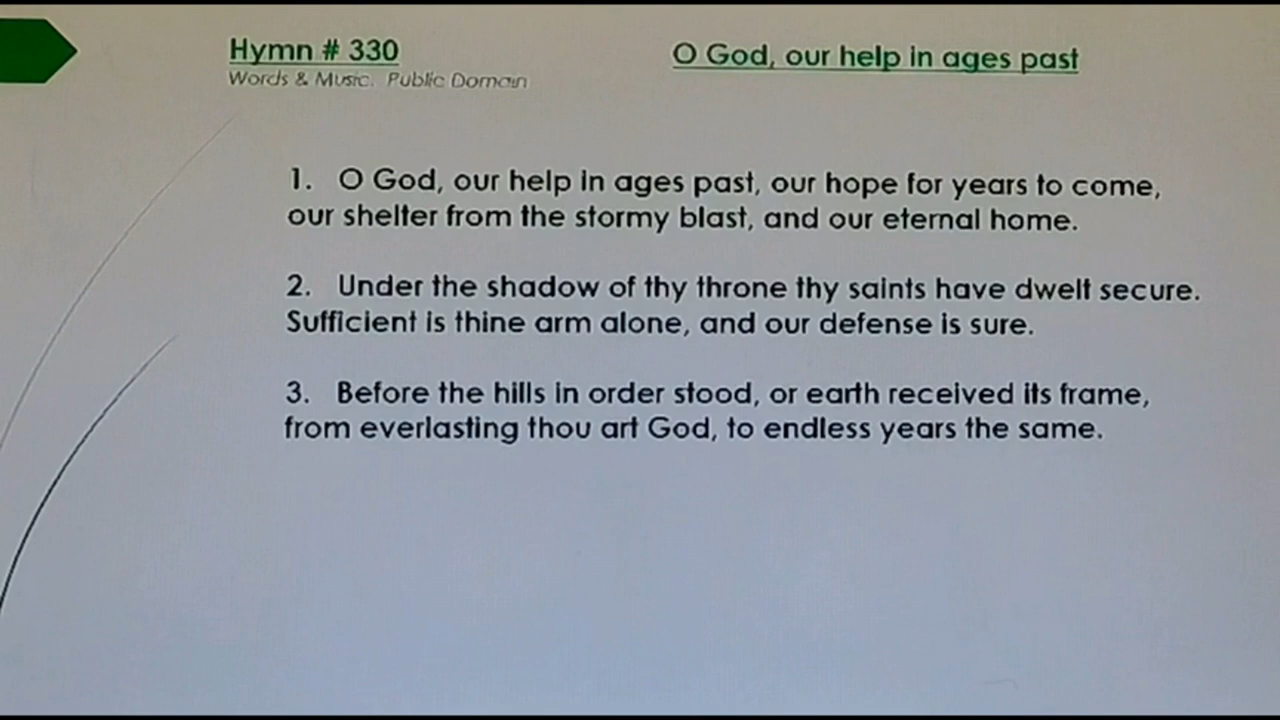 Hymn # 330
O God, our help in ages past
Words & Music. Public Domain
1. O God, our help in ages past, our hope for years to come,
our shelter from the stormy blast, and our eternal home.
2. Under the shadow of thy throne thy saints have dwelt secure.
Sufficient is thine arm alone, and our defense is sure.
3. Before the hills in order stood, or earth received its frame,
from everlasting thou art God, to endless years the same.